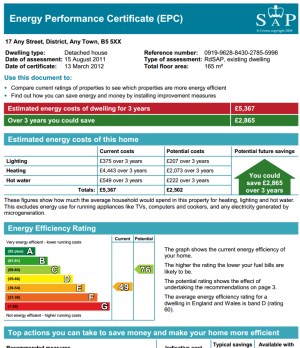 Energy Performance Certificate (EPC)
SAP
17 Any Street, District, Any Town, B5 5XX
Dwelling type: Detached house
Reference number: 0919-9628-8430-2785-5996
Date of assessment: 15 August 2011
Type of assessment: RdSAP, existing dwelling
Date of certificate: 13 March 2012
Total floor area: 165 m²
Use this document to:
• Compare current ratings of properties to see which properties are more energy efficient
• Find out how you can save energy and money by installing improvement measures
Estimated energy costs of dwelling for 3 years £5,367
Over 3 years you could save £2,865
Estimated energy costs of this home
Current costs Potential costs Potential future savings
Lighting £375 over 3 years £207 over 3 years
Heating £4,443 over 3 years £2,073 over 3 years
Hot water £549 over 3 years £222 over 3 years
Totals: £5,367 £2,502
You could
save £2,865
over 3 years
These figures show how much the average household would spend in this property for heating, lighting and hot water.
This excludes energy use for running appliances like TVs, computers and cookers, and any electricity generated by
microgeneration.
Energy Efficiency Rating
Current Potential
Very energy efficient - lower running costs
(92 plus) A
(81-91) B
(69-80) C
(55-68) D
(39-54) E
(21-38) F
(1-20) G
Not energy efficient - higher running costs
49
76
The graph shows the current energy efficiency of
your home.
The higher the rating the lower your fuel bills are
likely to be.
The potential rating shows the effect of
undertaking the recommendations on page 3.
The average energy efficiency rating for a
dwelling in England and Wales is band D (rating
60).
Top actions you can take to save money and make your home more efficient
Typical savings Available with
Recommended measures Indicative cost